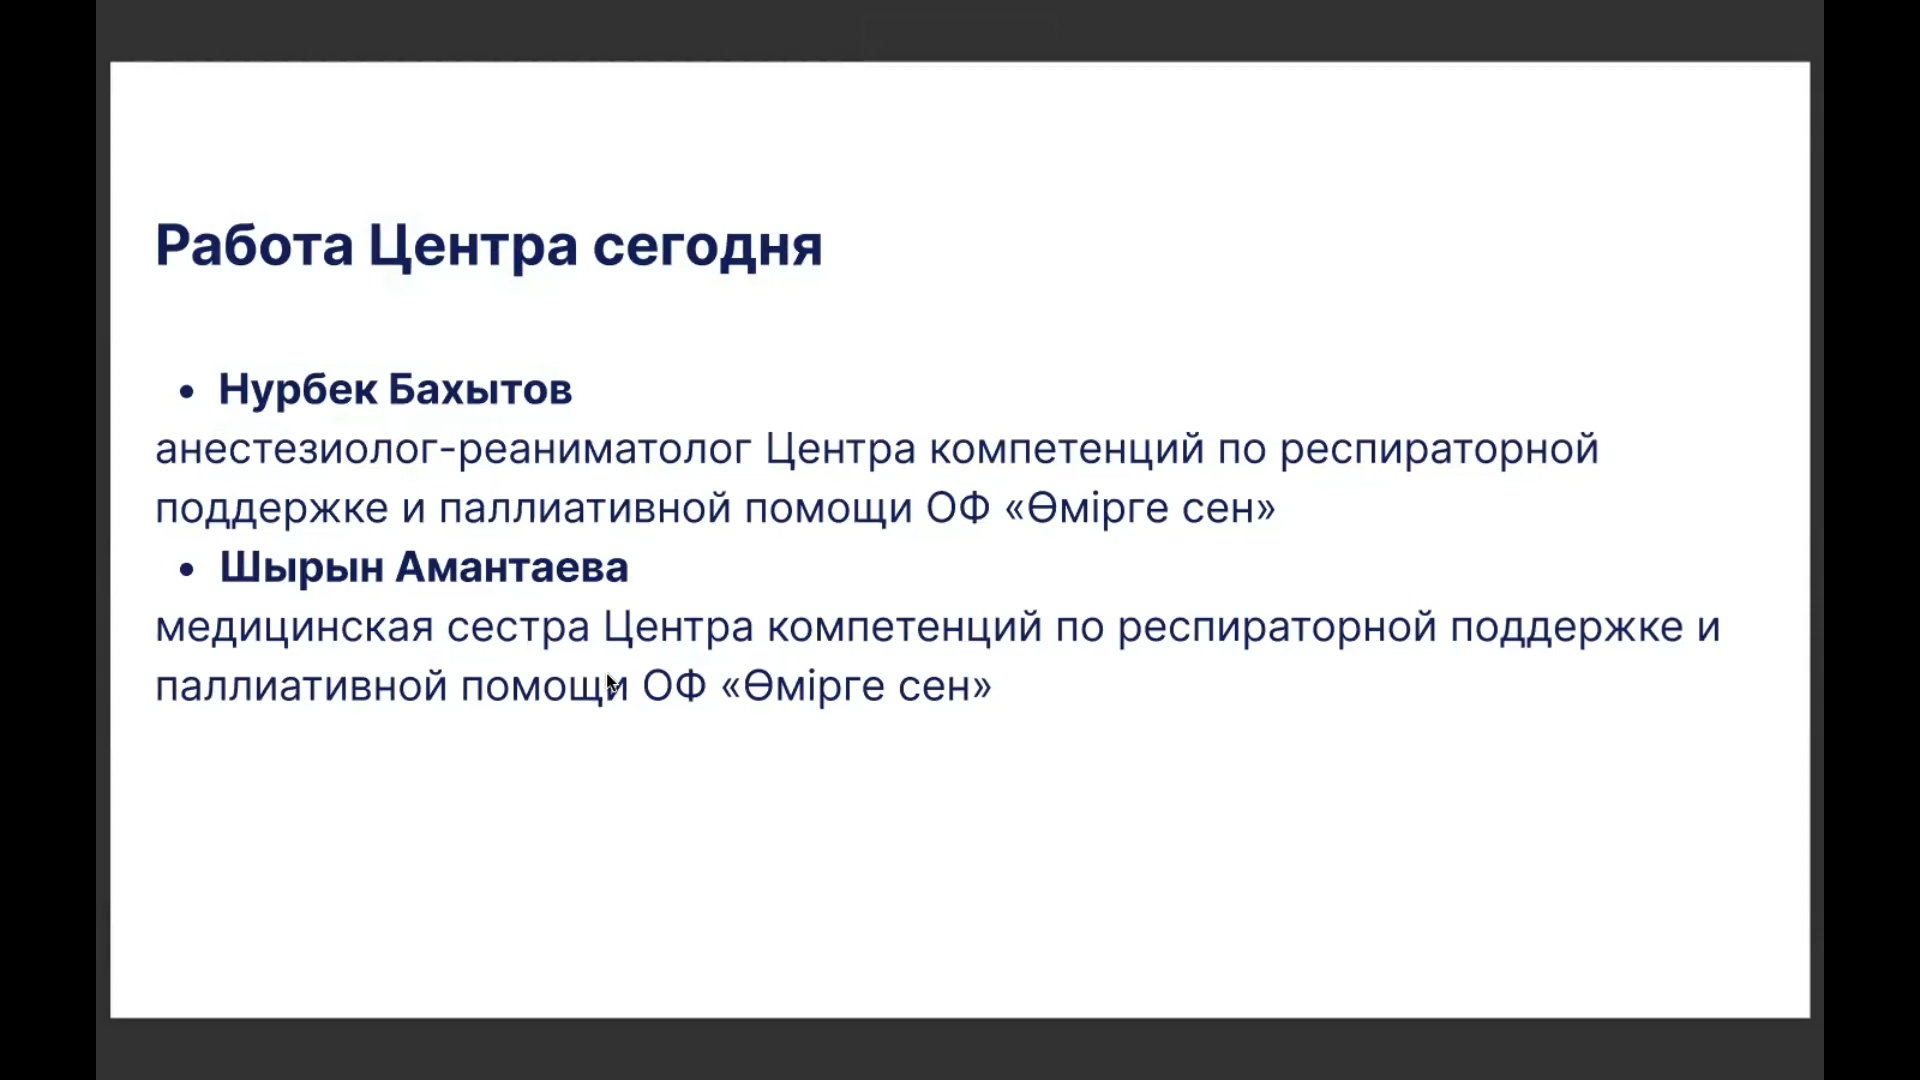 Работа Центра сегодня
• Нурбек Бахытов
анестезиолог-реаниматолог Центра компетенций по респираторной
поддержке и паллиативной помощи ОФ «Өмірге сен»
• Шырын Амантаева
медицинская сестра Центра компетенций по респираторной поддержке и
паллиативной помощи ОФ «Өмірге сен»